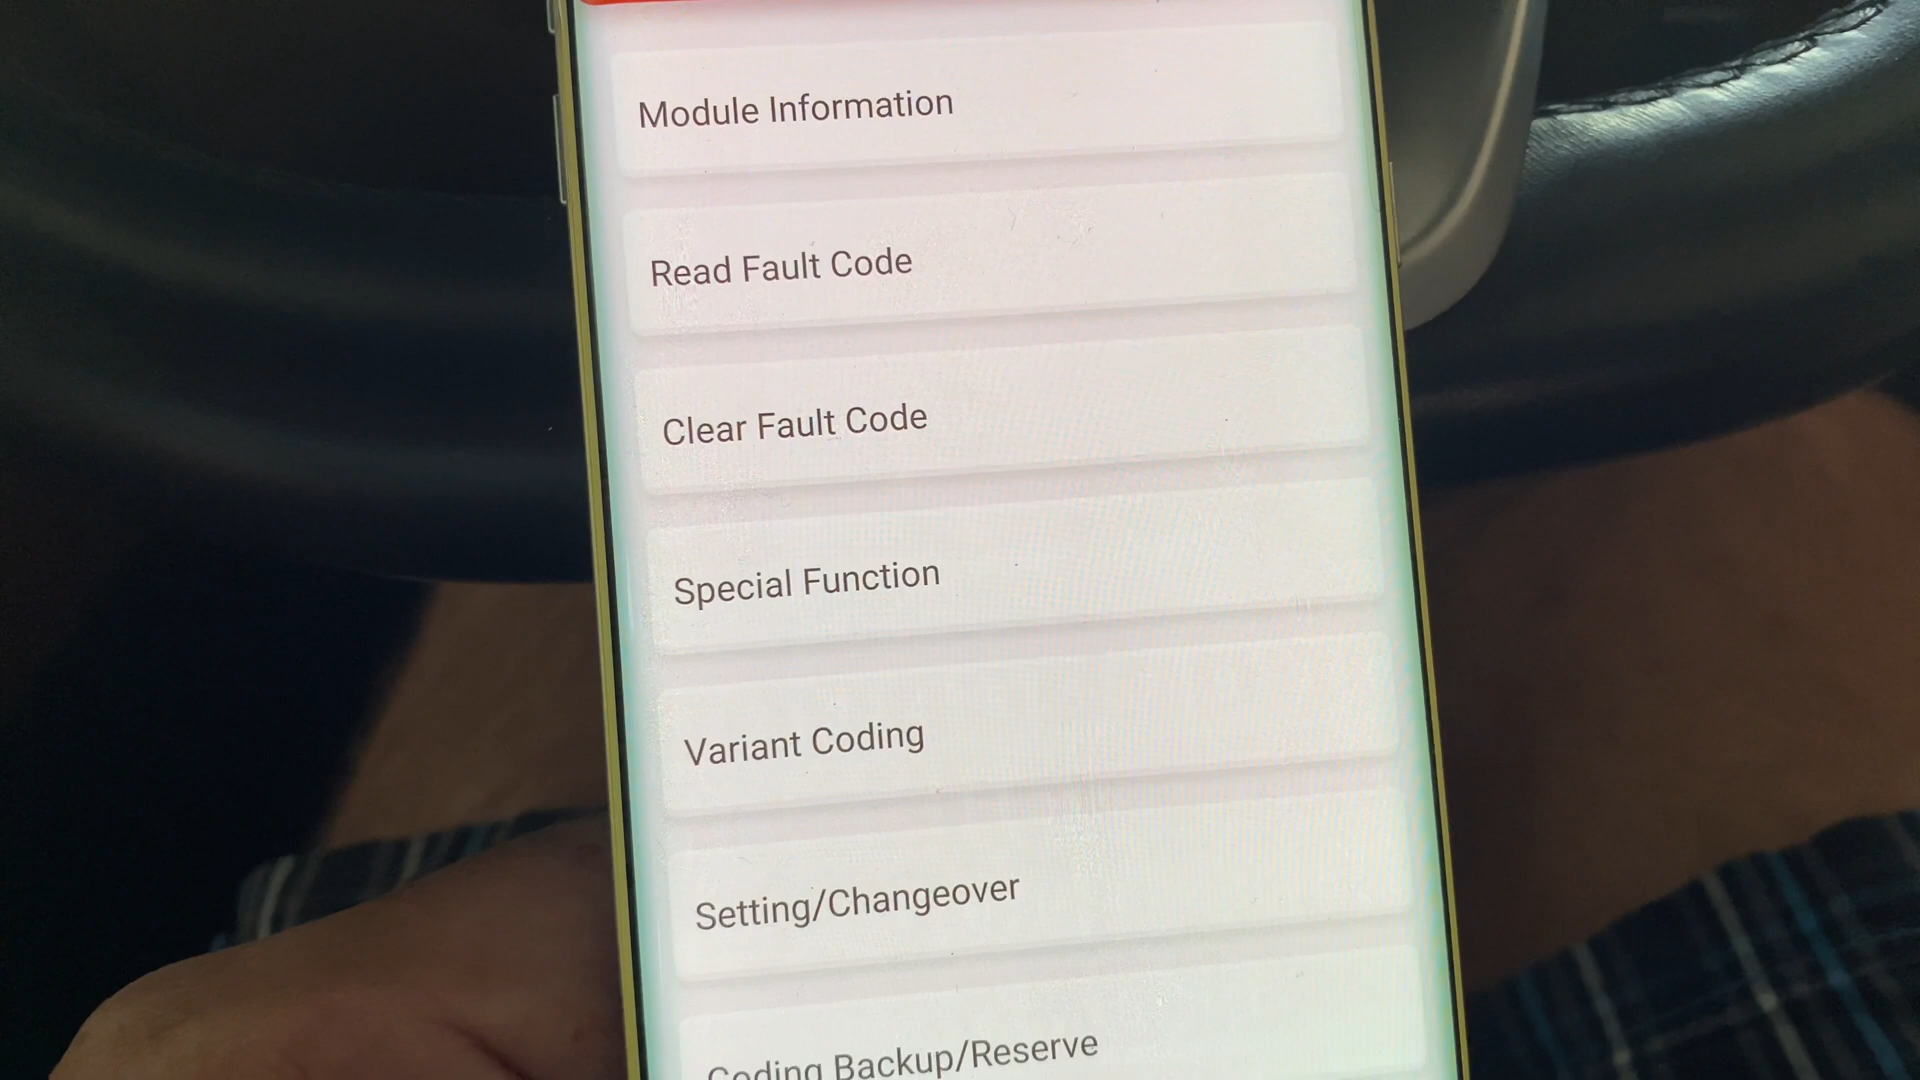 Module Information
Read Fault Code
Clear Fault Code
Special Function
Variant Coding
Setting/Changeover
Coding Backup/Reserve